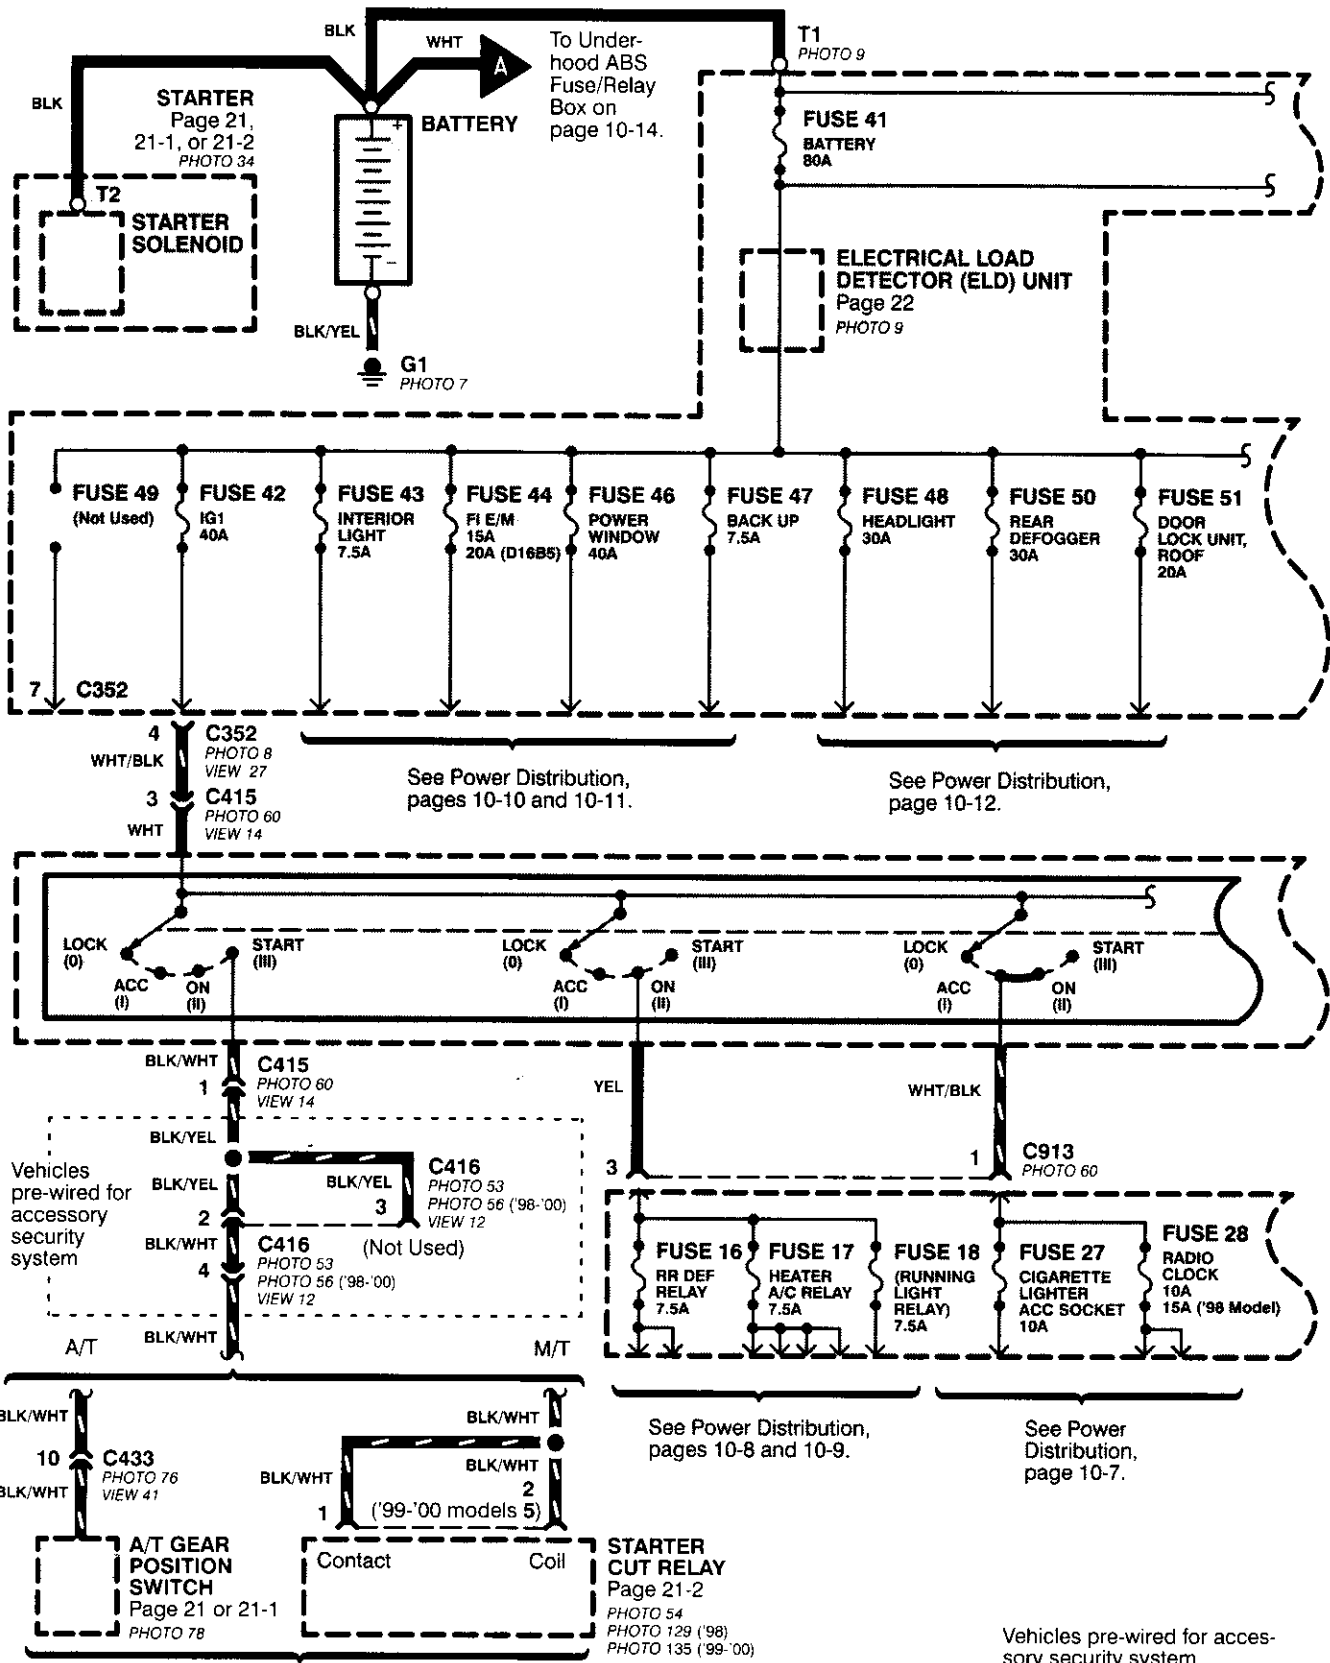 BLK
WHT
A
To Under-
hood ABS
Fuse/Relay
Box on
page 10-14.
T1
PHOTO 9
BLK
STARTER
Page 21,
21-1, or 21-2
PHOTO 34
+
BATTERY
-
FUSE 41
BATTERY
80A
T2
STARTER
SOLENOID
ELECTRICAL LOAD
DETECTOR (ELD) UNIT
Page 22
PHOTO 9
BLK/YEL
G1
PHOTO 7
FUSE 49
(Not Used)
FUSE 42
IG1
40A
FUSE 43
INTERIOR
LIGHT
7.5A
FUSE 44
FI E/M
15A
20A (D16B5)
FUSE 46
POWER
WINDOW
40A
FUSE 47
BACK UP
7.5A
FUSE 48
HEADLIGHT
30A
FUSE 50
REAR
DEFOGGER
30A
FUSE 51
DOOR
LOCK UNIT,
ROOF
20A
7 C352
4 C352
PHOTO 8
VIEW 27
WHT/BLK
3 C415
PHOTO 60
VIEW 14
WHT
See Power Distribution,
pages 10-10 and 10-11.
See Power Distribution,
page 10-12.
LOCK
(0)
ACC
(I)
ON
(II)
START
(III)
LOCK
(0)
ACC
(I)
ON
(II)
START
(III)
LOCK
(0)
ACC
(I)
ON
(II)
START
(III)
BLK/WHT
1 C415
PHOTO 60
VIEW 14
YEL
WHT/BLK
3
1 C913
PHOTO 60
Vehicles
pre-wired for
accessory
security
system
BLK/YEL
BLK/YEL
BLK/YEL
2
3
C416
PHOTO 53
PHOTO 56 ('98-'00)
VIEW 12
(Not Used)
BLK/WHT
4 C416
PHOTO 53
PHOTO 56 ('98-'00)
VIEW 12
FUSE 16
RR DEF
RELAY
7.5A
FUSE 17
HEATER
A/C RELAY
7.5A
FUSE 18
(RUNNING
LIGHT
RELAY)
7.5A
FUSE 27
CIGARETTE
LIGHTER
ACC SOCKET
10A
FUSE 28
RADIO
CLOCK
10A
15A ('98 Model)
A/T
BLK/WHT
M/T
See Power Distribution,
pages 10-8 and 10-9.
See Power
Distribution,
page 10-7.
BLK/WHT
10 C433
PHOTO 76
VIEW 41
BLK/WHT
BLK/WHT
BLK/WHT
BLK/WHT
1
2
('99-'00 models 5)
A/T GEAR
POSITION
SWITCH
Page 21 or 21-1
PHOTO 78
Contact
Coil
STARTER
CUT RELAY
Page 21-2
PHOTO 54
PHOTO 129 ('98)
PHOTO 135 ('99-'00)
Vehicles pre-wired for acces-
sory security system